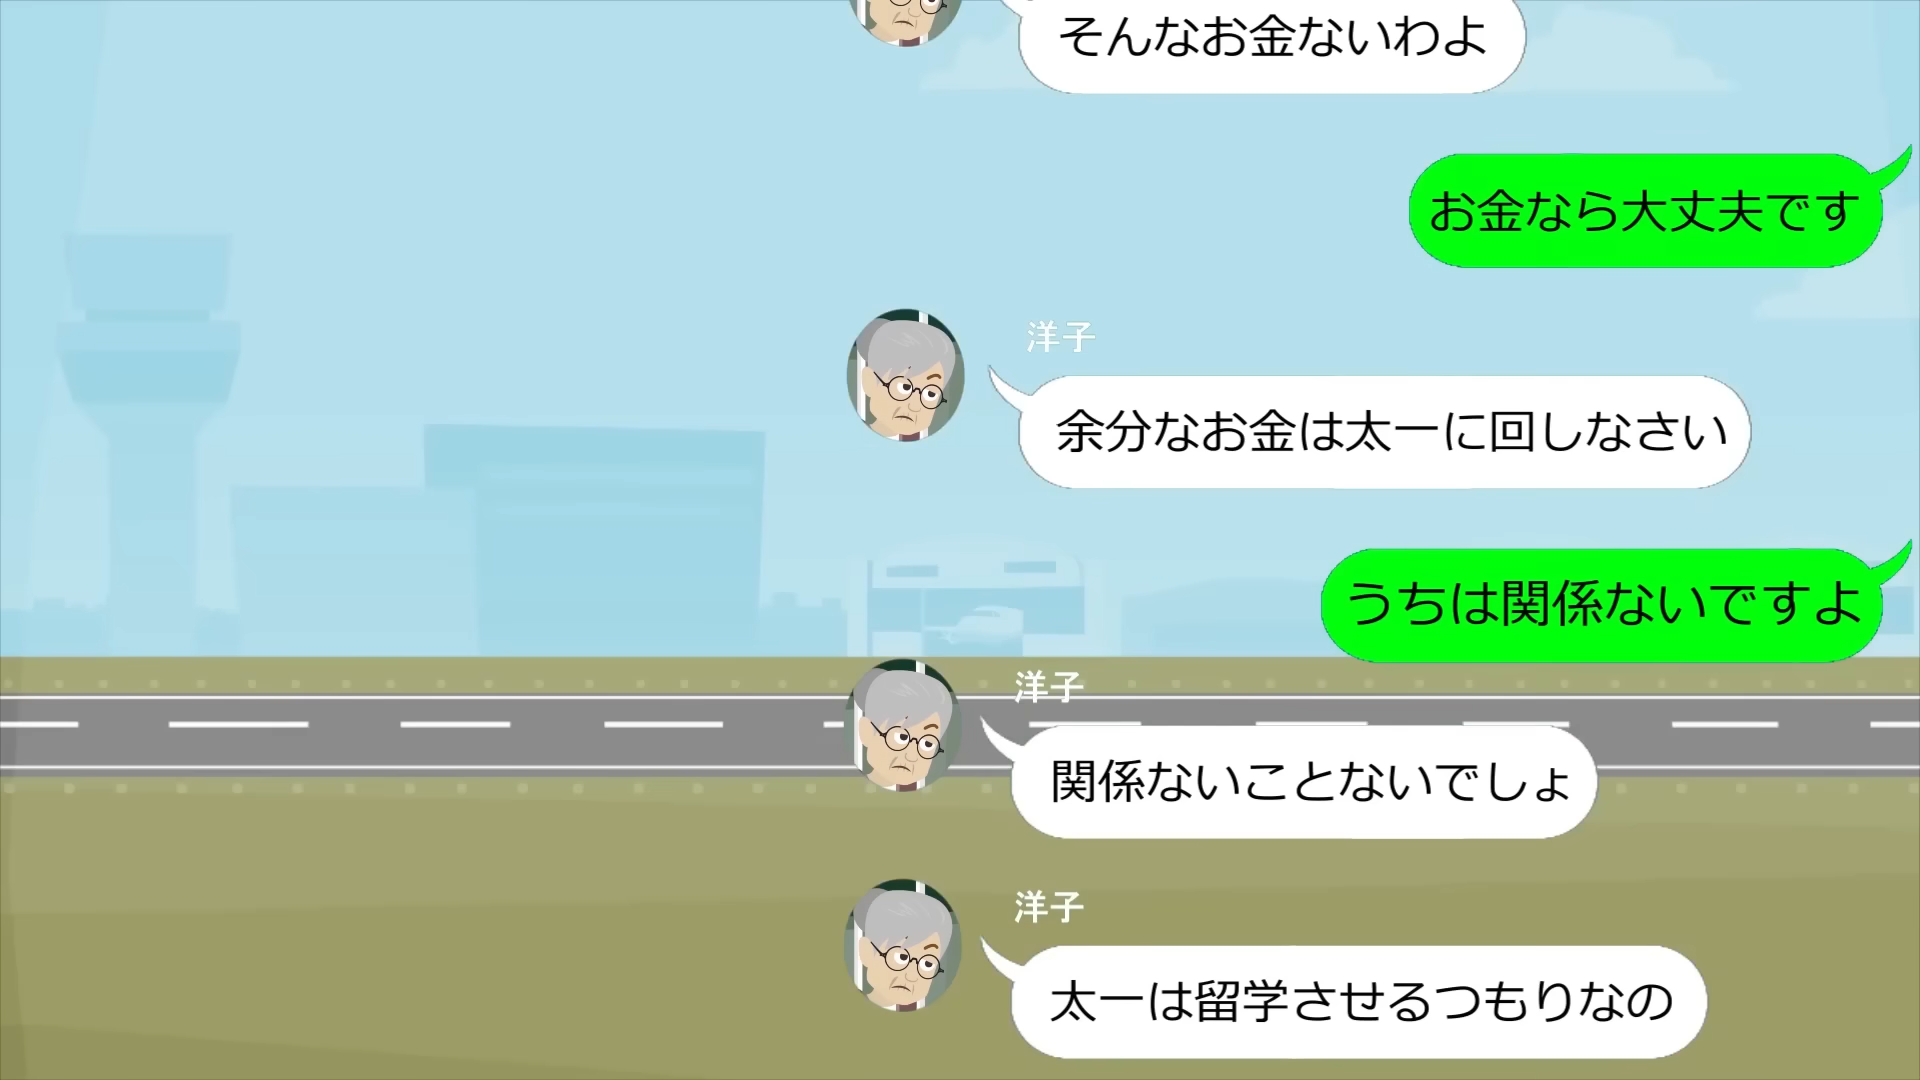 そんなお金ないわよ
お金なら大丈夫です
洋子
余分なお金は太一に回しなさい
うちは関係ないですよ
洋子
関係ないことないでしょ
洋子
太一は留学させるつもりなの